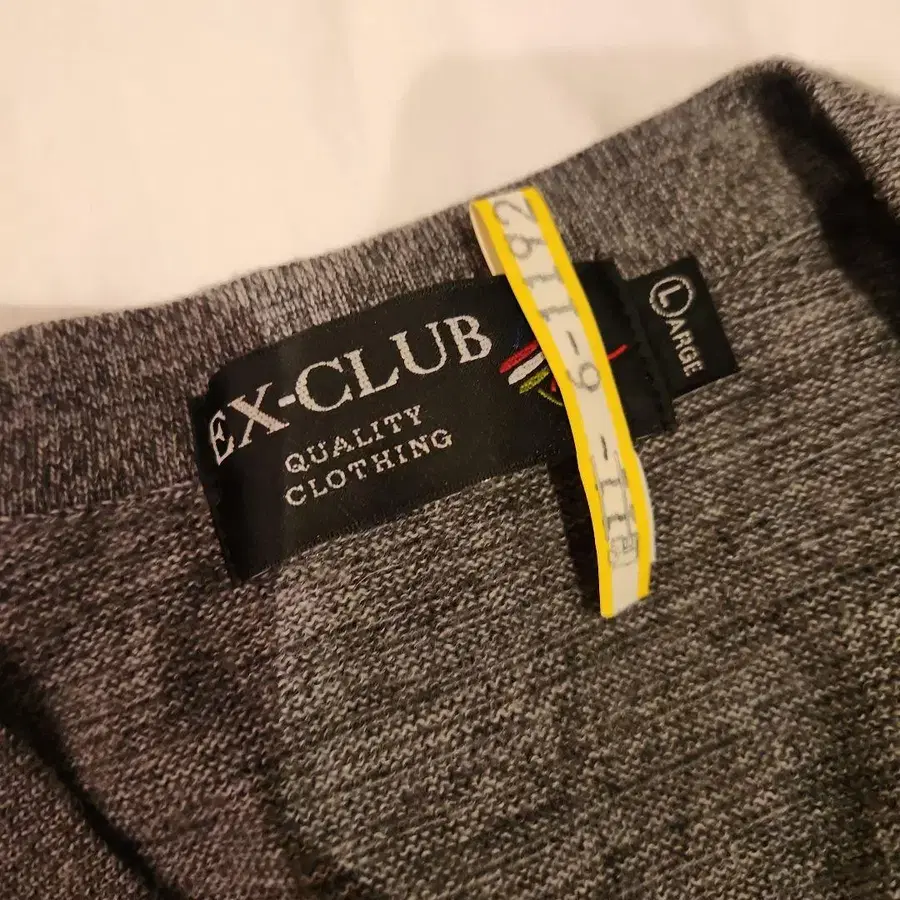 EX-CLUB
QUALITY
CLOTHING
LARGE